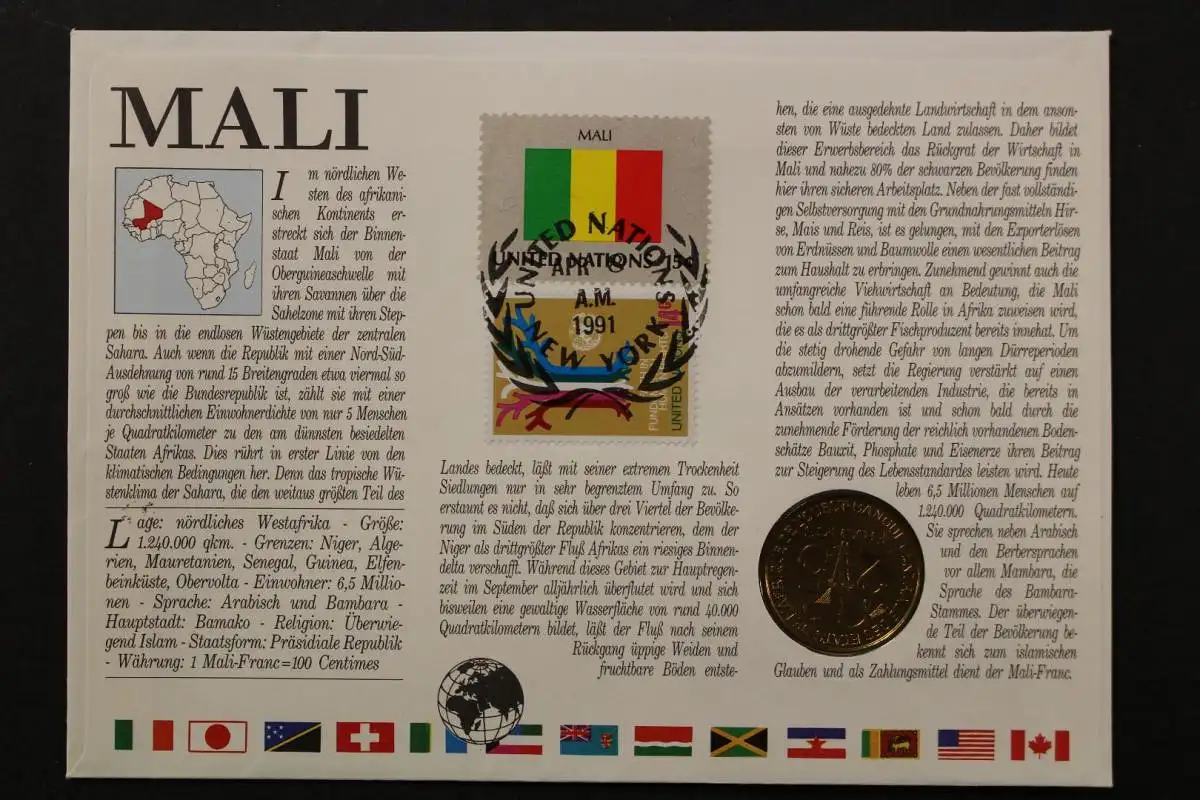 MALI
Im nördlichen We-
sten des afrikani-
schen Kontinents er-
streckt sich der Binnen-
staat Mali von der
Oberguineaschwelle mit
ihren Savannen über die
Sahelzone mit ihren Step-
pen bis in die endlosen Wüstengebiete der zentralen
Sahara. Auch wenn die Republik mit einer Nord-Süd-
Ausdehnung von rund 15 Breitengraden etwa viermal so
groß wie die Bundesrepublik ist, zählt sie mit einer
durchschnittlichen Einwohnerdichte von nur 5 Menschen
je Quadratkilometer zu den am dünnsten besiedelten
Staaten Afrikas. Dies rührt in erster Linie von den
klimatischen Bedingungen her. Denn das tropische Wü-
stenklima der Sahara, die den weitaus größten Teil des
Lage: nördliches Westafrika - Größe:
1.240.000 qkm. - Grenzen: Niger, Alge-
rien, Mauretanien, Senegal, Guinea, Elfen-
beinküste, Obervolta - Einwohner: 6,5 Millio-
nen - Sprache: Arabisch und Bambara -
Hauptstadt: Bamako - Religion: Überwie-
gend Islam - Staatsform: Präsidiale Republik
- Währung: 1 Mali-Franc=100 Centimes
MALI
UNITED NATIONS 15c
UNITED NATIONS
APR
A.M.
1991
NEW YORK
UNITED
Landes bedeckt, läßt mit seiner extremen Trockenheit
Siedlungen nur in sehr begrenztem Umfang zu. So
erstaunt es nicht, daß sich über drei Viertel der Bevölke-
rung im Süden der Republik konzentrieren, dem der
Niger als drittgrößter Fluß Afrikas ein riesiges Binnen-
delta verschafft. Während dieses Gebiet zur Hauptregen-
zeit im September alljährlich überflutet wird und sich
bisweilen eine gewaltige Wasserfläche von rund 40.000
Quadratkilometern bildet, läßt der Fluß nach seinem
Rückgang üppige Weiden und
fruchtbare Böden entste-
hen, die eine ausgedehnte Landwirtschaft in dem anson-
sten von Wüste bedeckten Land zulassen. Daher bildet
dieser Erwerbsbereich das Rückgrat der Wirtschaft in
Mali und nahezu 80% der schwarzen Bevölkerung finden
hier ihren sicheren Arbeitsplatz. Neben der fast vollständi-
gen Selbstversorgung mit den Grundnahrungsmitteln Hir-
se, Mais und Reis, ist es gelungen, mit den Exporterlösen
von Erdnüssen und Baumwolle einen wesentlichen Beitrag
zum Haushalt zu erbringen. Zunehmend gewinnt auch die
umfangreiche Viehwirtschaft an Bedeutung, die Mali
schon bald eine führende Rolle in Afrika zuweisen wird,
die es als drittgrößter Fischproduzent bereits innehat. Um
die stetig drohende Gefahr von langen Dürreperioden
abzumildern, setzt die Regierung verstärkt auf einen
Ausbau der verarbeitenden Industrie, die bereits in
Ansätzen vorhanden ist und schon bald durch die
zunehmende Förderung der reichlich vorhandenen Boden-
schätze Bauxit, Phosphate und Eisenerze ihren Beitrag
zur Steigerung des Lebensstandardes leisten wird. Heute
leben 6,5 Millionen Menschen auf
1.240.000 Quadratkilometern.
Sie sprechen neben Arabisch
und den Berbersprachen
vor allem Mambara, die
Sprache des Bambara-
Stammes. Der überwiegen-
de Teil der Bevölkerung be-
kennt sich zum islamischen
Glauben und als Zahlungsmittel dient der Mali-Franc.